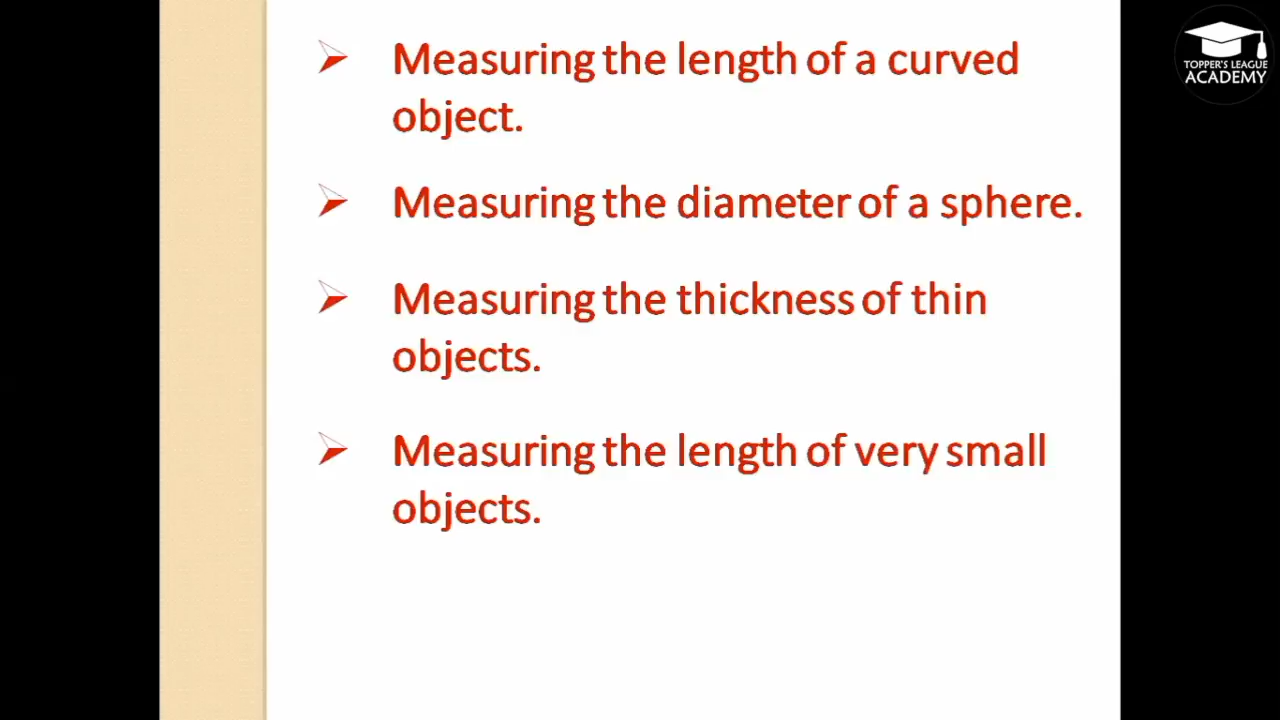 Measuring the length of a curved
object.
Measuring the diameter of a sphere.
Measuring the thickness of thin
objects.
Measuring the length of very small
objects.
TOPPER'S LEAGUE
ACADEMY